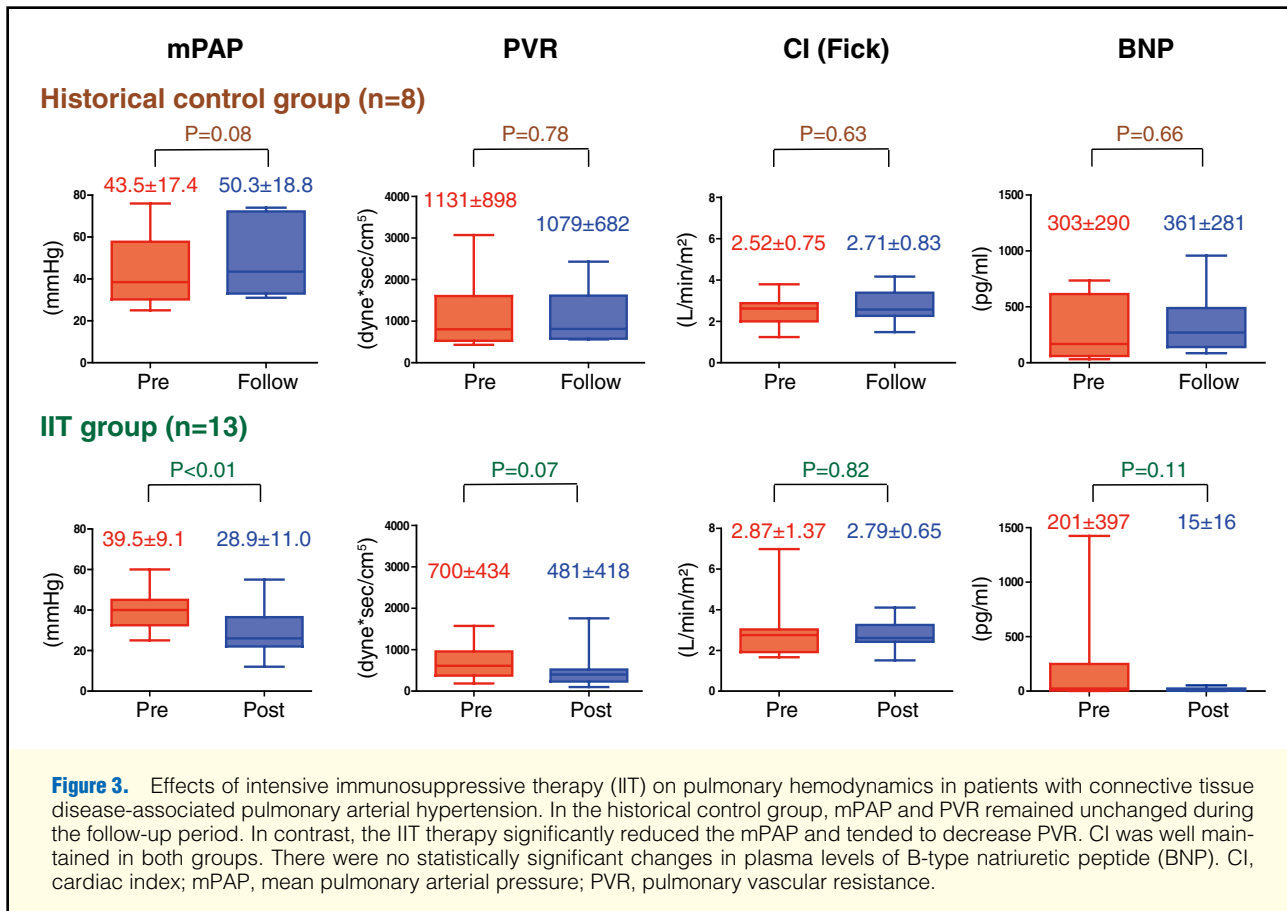 mPAP PVR CI (Fick) BNP
Historical control group (n=8)
P=0.08 P=0.78 P=0.63 P=0.66
43.5±17.4 50.3±18.8
80
60
40
20
0
(mmHg)
Pre Follow
1131±898 1079±682
4000
3000
2000
1000
0
(dyne*sec/cm⁵)
Pre Follow
2.52±0.75 2.71±0.83
8
6
4
2
0
(L/min/m²)
Pre Follow
303±290 361±281
1500
1000
500
0
(pg/ml)
Pre Follow
IIT group (n=13)
P<0.01 P=0.07 P=0.82 P=0.11
39.5±9.1 28.9±11.0
80
60
40
20
0
(mmHg)
Pre Post
700±434 481±418
4000
3000
2000
1000
0
(dyne*sec/cm⁵)
Pre Post
2.87±1.37 2.79±0.65
8
6
4
2
0
(L/min/m²)
Pre Post
201±397 15±16
1500
1000
500
0
(pg/ml)
Pre Post
Figure 3. Effects of intensive immunosuppressive therapy (IIT) on pulmonary hemodynamics in patients with connective tissue
disease-associated pulmonary arterial hypertension. In the historical control group, mPAP and PVR remained unchanged during
the follow-up period. In contrast, the IIT therapy significantly reduced the mPAP and tended to decrease PVR. CI was well main-
tained in both groups. There were no statistically significant changes in plasma levels of B-type natriuretic peptide (BNP). CI,
cardiac index; mPAP, mean pulmonary arterial pressure; PVR, pulmonary vascular resistance.